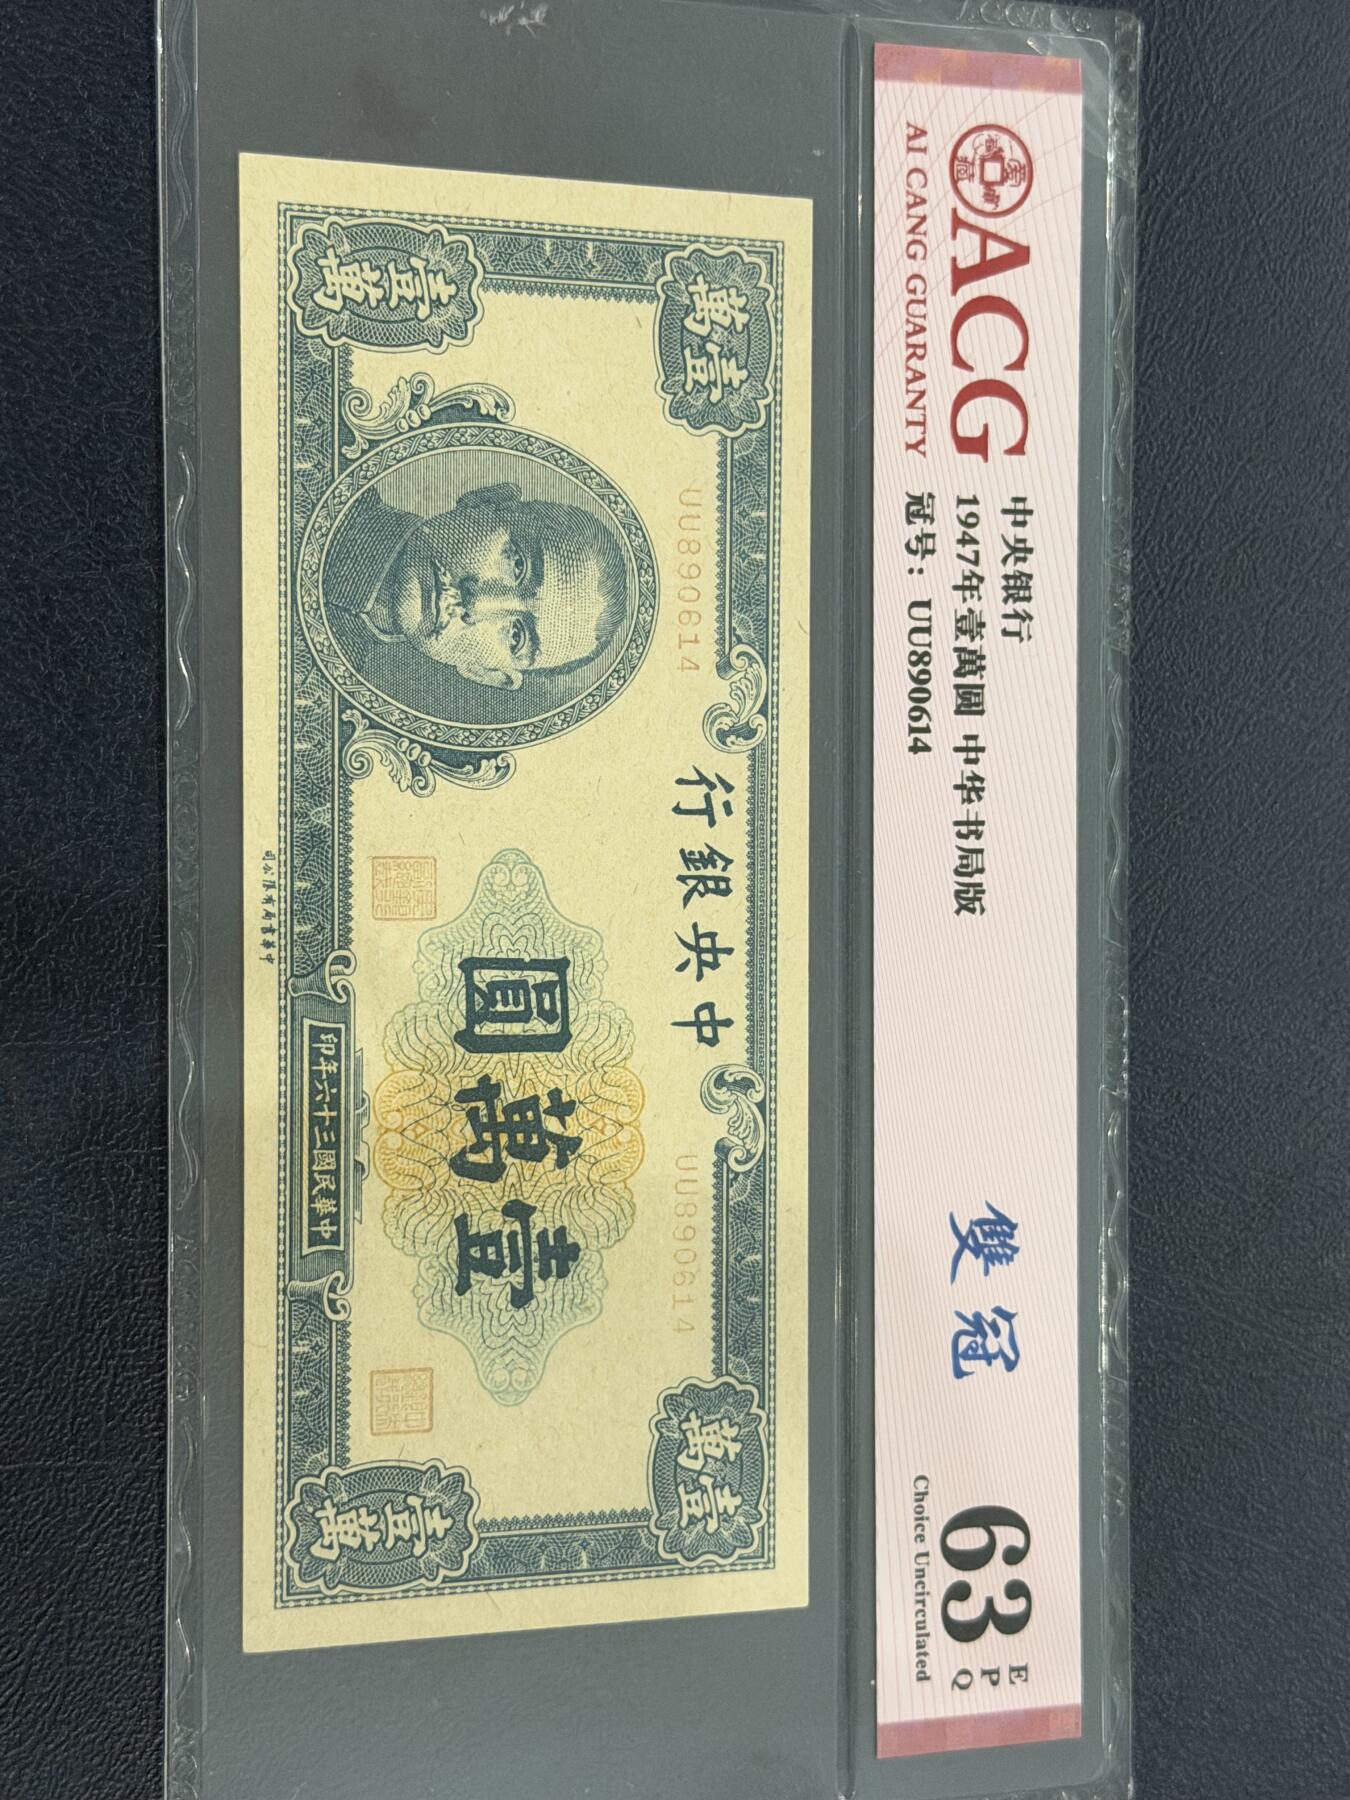 ACG
AI CANG GUARANTY
中央银行
1947年壹萬圆 中华书局版
冠号：UU890614
雙冠
63
EPQ
Choice Uncirculated
行銀央中
UU890614
UU890614
萬壹
萬壹
圓萬壹
壹萬
壹萬
印年六十三國民華中
司公限有局書華中